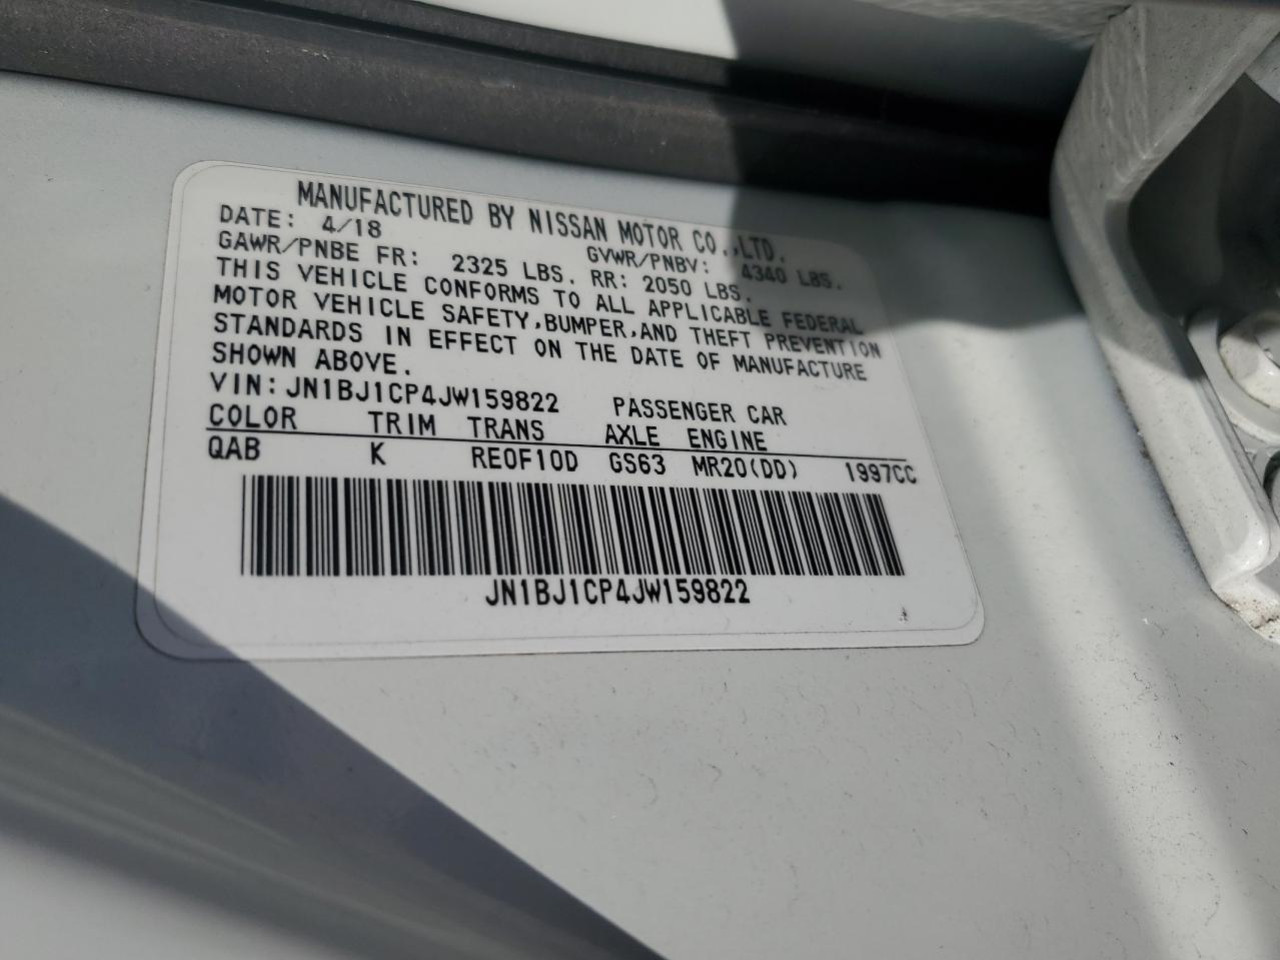 MANUFACTURED BY NISSAN MOTOR CO.,LTD.
DATE: 4/18 GVWR/PNBV: 4340 LBS.
GAWR/PNBE FR: 2325 LBS. RR: 2050 LBS.
THIS VEHICLE CONFORMS TO ALL APPLICABLE FEDERAL
MOTOR VEHICLE SAFETY,BUMPER,AND THEFT PREVENTION
STANDARDS IN EFFECT ON THE DATE OF MANUFACTURE
SHOWN ABOVE.
VIN: JN1BJ1CP4JW159822 PASSENGER CAR
COLOR TRIM TRANS AXLE ENGINE
QAB K RE0F10D GS63 MR20(DD) 1997CC
JN1BJ1CP4JW159822